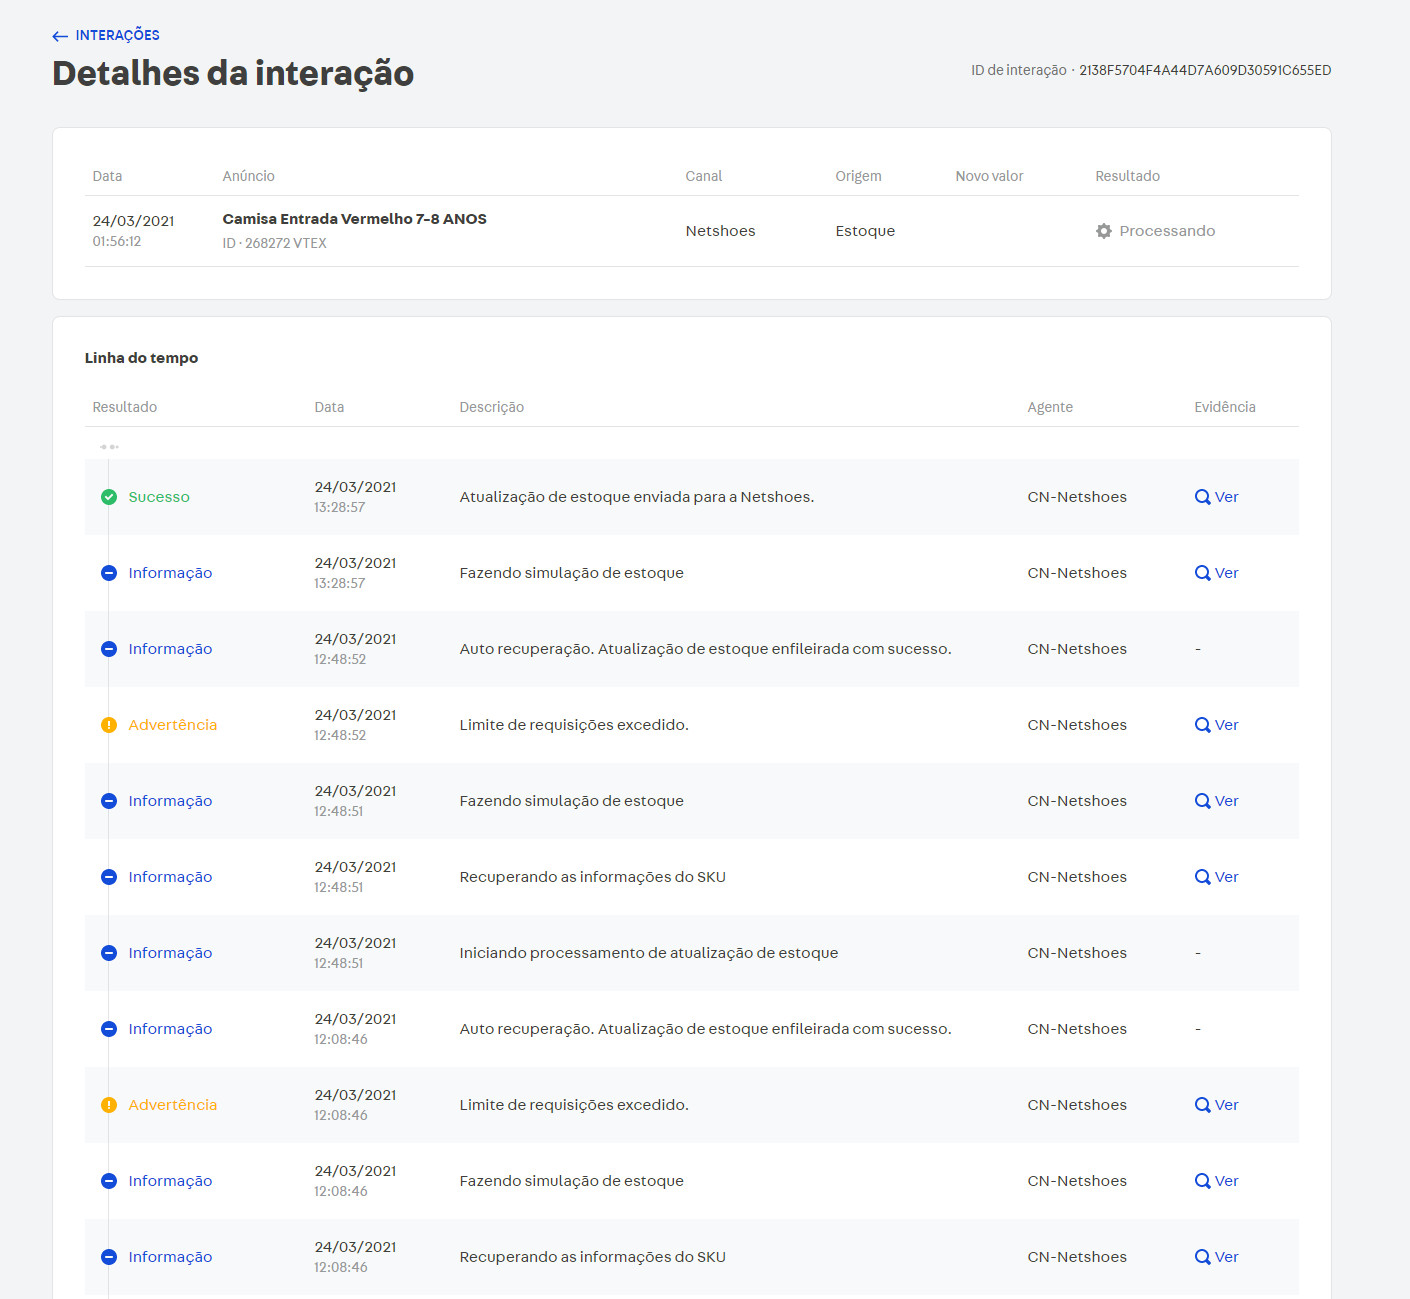 ← INTERAÇÕES
Detalhes da interação
ID de interação · 2138F5704F4A44D7A609D30591C655ED
Data Anúncio Canal Origem Novo valor Resultado
24/03/2021 Camisa Entrada Vermelho 7-8 ANOS Netshoes Estoque Processando
01:56:12 ID · 268272 VTEX
Linha do tempo
Resultado Data Descrição Agente Evidência
Sucesso 24/03/2021 Atualização de estoque enviada para a Netshoes. CN-Netshoes Ver
13:28:57
Informação 24/03/2021 Fazendo simulação de estoque CN-Netshoes Ver
13:28:57
Informação 24/03/2021 Auto recuperação. Atualização de estoque enfileirada com sucesso. CN-Netshoes -
12:48:52
Advertência 24/03/2021 Limite de requisições excedido. CN-Netshoes Ver
12:48:52
Informação 24/03/2021 Fazendo simulação de estoque CN-Netshoes Ver
12:48:51
Informação 24/03/2021 Recuperando as informações do SKU CN-Netshoes Ver
12:48:51
Informação 24/03/2021 Iniciando processamento de atualização de estoque CN-Netshoes -
12:48:51
Informação 24/03/2021 Auto recuperação. Atualização de estoque enfileirada com sucesso. CN-Netshoes -
12:08:46
Advertência 24/03/2021 Limite de requisições excedido. CN-Netshoes Ver
12:08:46
Informação 24/03/2021 Fazendo simulação de estoque CN-Netshoes Ver
12:08:46
Informação 24/03/2021 Recuperando as informações do SKU CN-Netshoes Ver
12:08:46